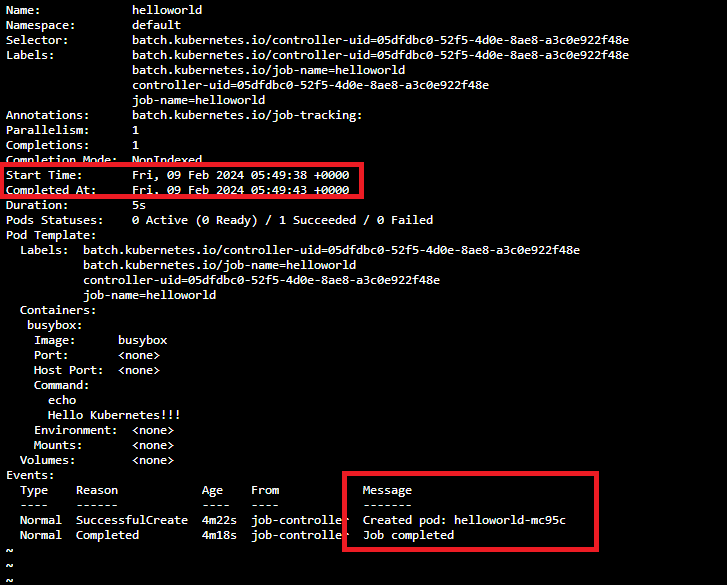 Name: helloworld
Namespace: default
Selector: batch.kubernetes.io/controller-uid=05dfdbc0-52f5-4d0e-8ae8-a3c0e922f48e
Labels: batch.kubernetes.io/controller-uid=05dfdbc0-52f5-4d0e-8ae8-a3c0e922f48e
batch.kubernetes.io/job-name=helloworld
controller-uid=05dfdbc0-52f5-4d0e-8ae8-a3c0e922f48e
job-name=helloworld
Annotations: batch.kubernetes.io/job-tracking:
Parallelism: 1
Completions: 1
Completion Mode: NonIndexed
Start Time: Fri, 09 Feb 2024 05:49:38 +0000
Completed At: Fri, 09 Feb 2024 05:49:43 +0000
Duration: 5s
Pods Statuses: 0 Active (0 Ready) / 1 Succeeded / 0 Failed
Pod Template:
Labels: batch.kubernetes.io/controller-uid=05dfdbc0-52f5-4d0e-8ae8-a3c0e922f48e
batch.kubernetes.io/job-name=helloworld
controller-uid=05dfdbc0-52f5-4d0e-8ae8-a3c0e922f48e
job-name=helloworld
Containers:
busybox:
Image: busybox
Port: <none>
Host Port: <none>
Command:
echo
Hello Kubernetes!!!
Environment: <none>
Mounts: <none>
Volumes: <none>
Events:
Type Reason Age From Message
---- ------ ---- ---- -------
Normal SuccessfulCreate 4m22s job-controller Created pod: helloworld-mc95c
Normal Completed 4m18s job-controller Job completed
~
~
~